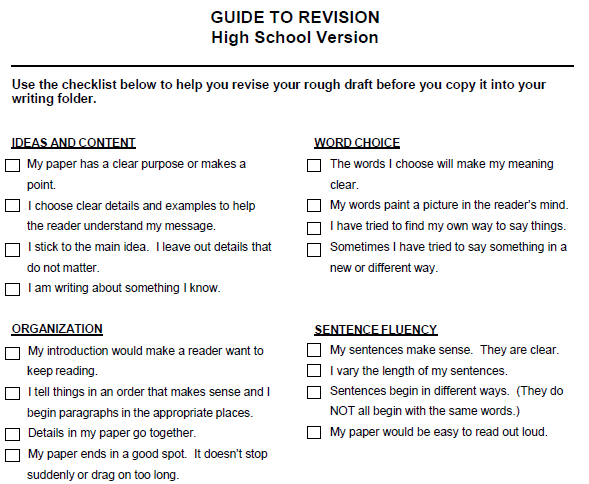 GUIDE TO REVISION
High School Version
Use the checklist below to help you revise your rough draft before you copy it into your
writing folder.
IDEAS AND CONTENT
My paper has a clear purpose or makes a
point.
I choose clear details and examples to help
the reader understand my message.
I stick to the main idea.  I leave out details that
do not matter.
I am writing about something I know.
WORD CHOICE
The words I choose will make my meaning
clear.
My words paint a picture in the reader's mind.
I have tried to find my own way to say things.
Sometimes I have tried to say something in a
new or different way.
ORGANIZATION
My introduction would make a reader want to
keep reading.
I tell things in an order that makes sense and I
begin paragraphs in the appropriate places.
Details in my paper go together.
My paper ends in a good spot.  It doesn't stop
suddenly or drag on too long.
SENTENCE FLUENCY
My sentences make sense.  They are clear.
I vary the length of my sentences.
Sentences begin in different ways.  (They do
NOT all begin with the same words.)
My paper would be easy to read out loud.